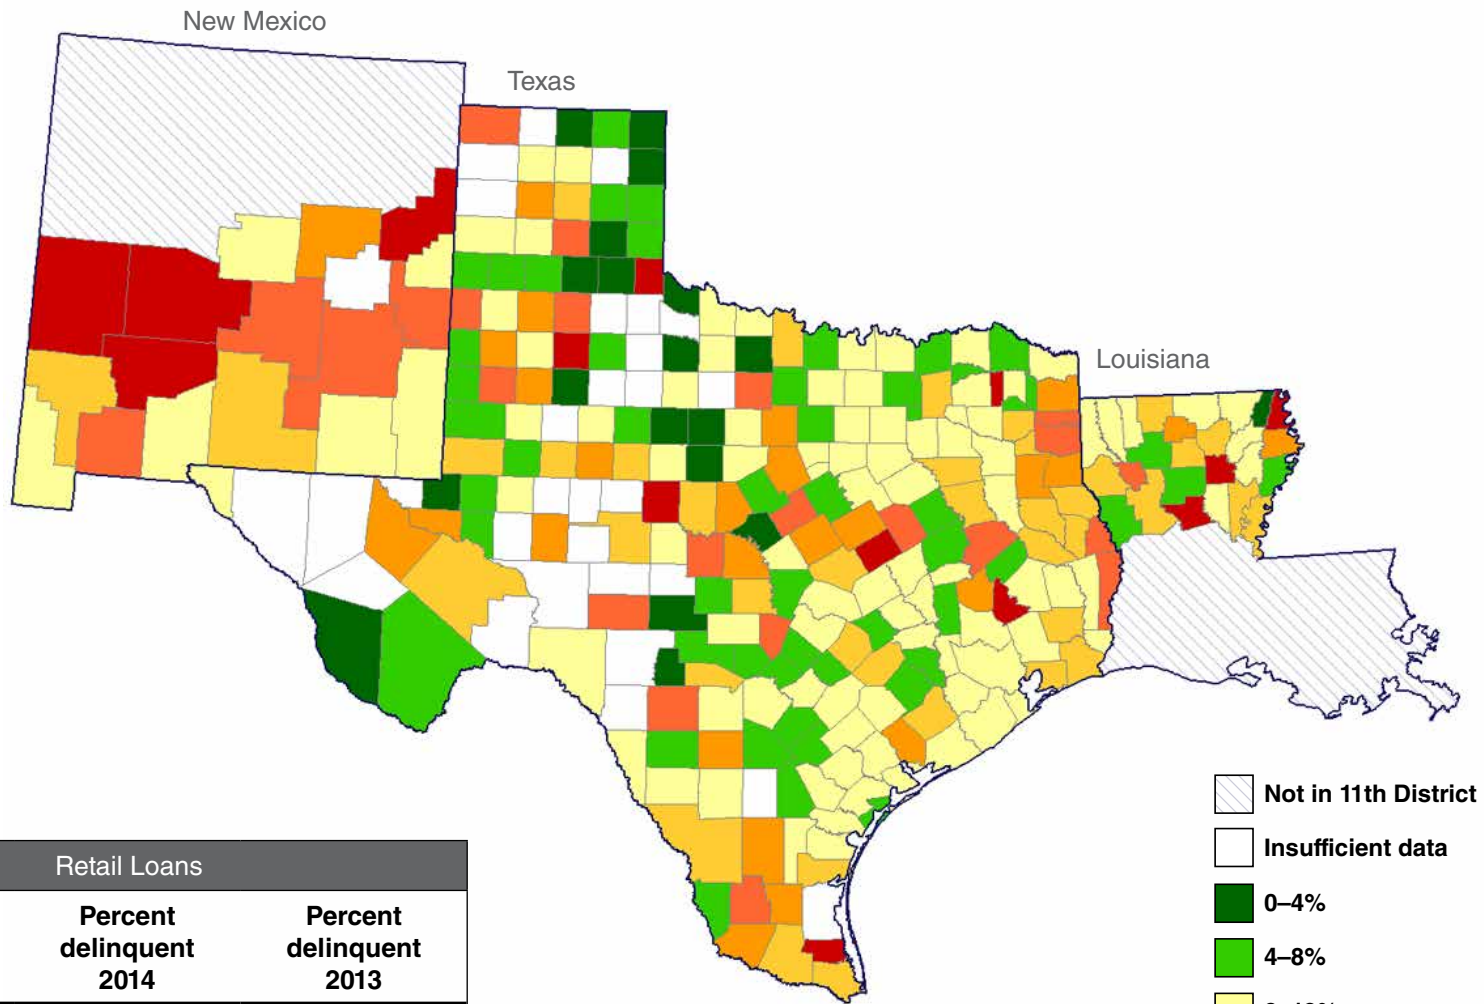 New Mexico
Texas
Louisiana
Not in 11th District
Insufficient data
0–4%
4–8%
Retail Loans
Percent
delinquent
2014
Percent
delinquent
2013